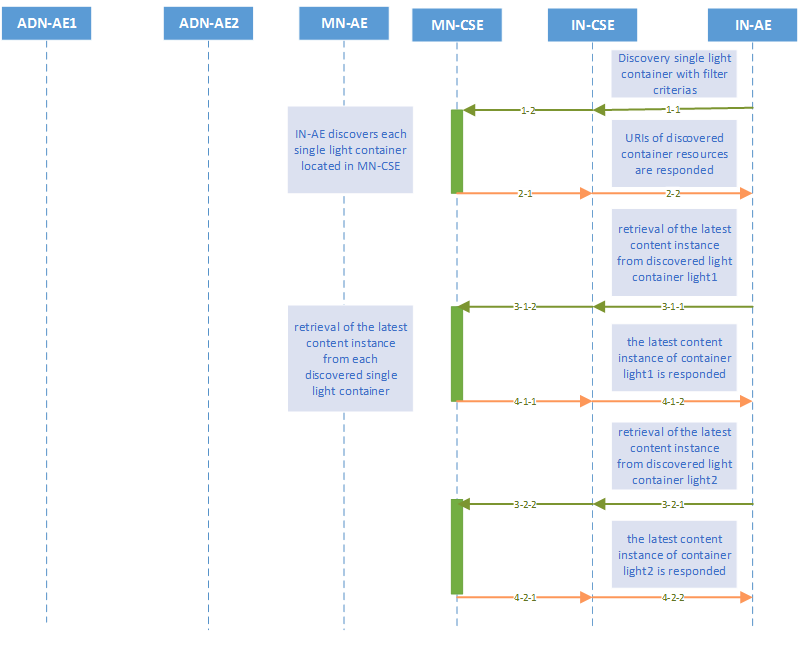 ADN-AE1
ADN-AE2
MN-AE
MN-CSE
IN-CSE
IN-AE
Discovery single light
container with filter
criterias
1-2
1-1
IN-AE discovers each
single light container
located in MN-CSE
URIs of discovered
container resources
are responded
2-1
2-2
retrieval of the latest
content instance
from discovered light
container light1
3-1-2
3-1-1
retrieval of the latest
content instance
from each
discovered single
light container
the latest content
instance of container
light1 is responded
4-1-1
4-1-2
retrieval of the latest
content instance
from discovered light
container light2
3-2-2
3-2-1
the latest content
instance of container
light2 is responded
4-2-1
4-2-2